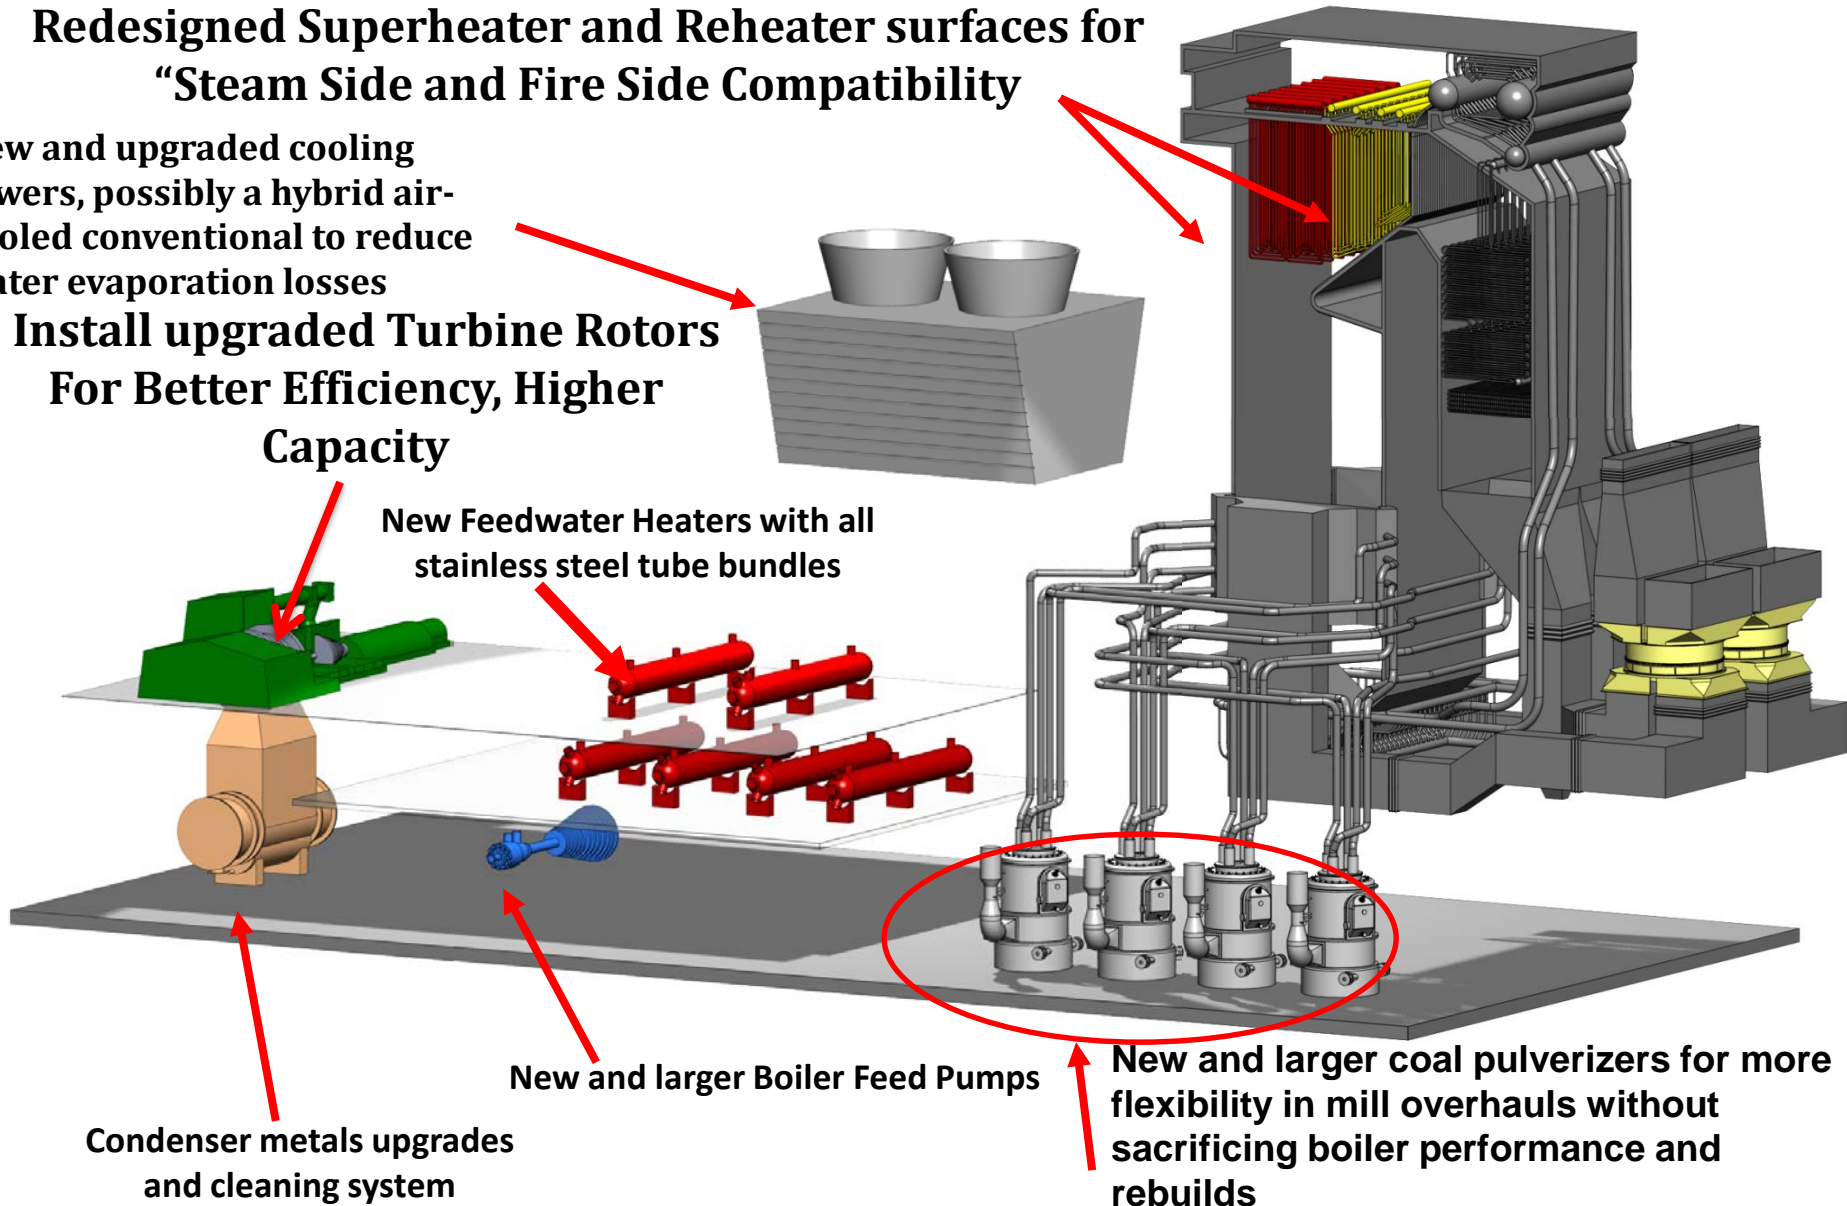 Redesigned Superheater and Reheater surfaces for
“Steam Side and Fire Side Compatibility
ew and upgraded cooling
wers, possibly a hybrid air-
oled conventional to reduce
ater evaporation losses
Install upgraded Turbine Rotors
For Better Efficiency, Higher
Capacity
New Feedwater Heaters with all
stainless steel tube bundles
New and larger Boiler Feed Pumps
New and larger coal pulverizers for more
flexibility in mill overhauls without
sacrificing boiler performance and
rebuilds
Condenser metals upgrades
and cleaning system